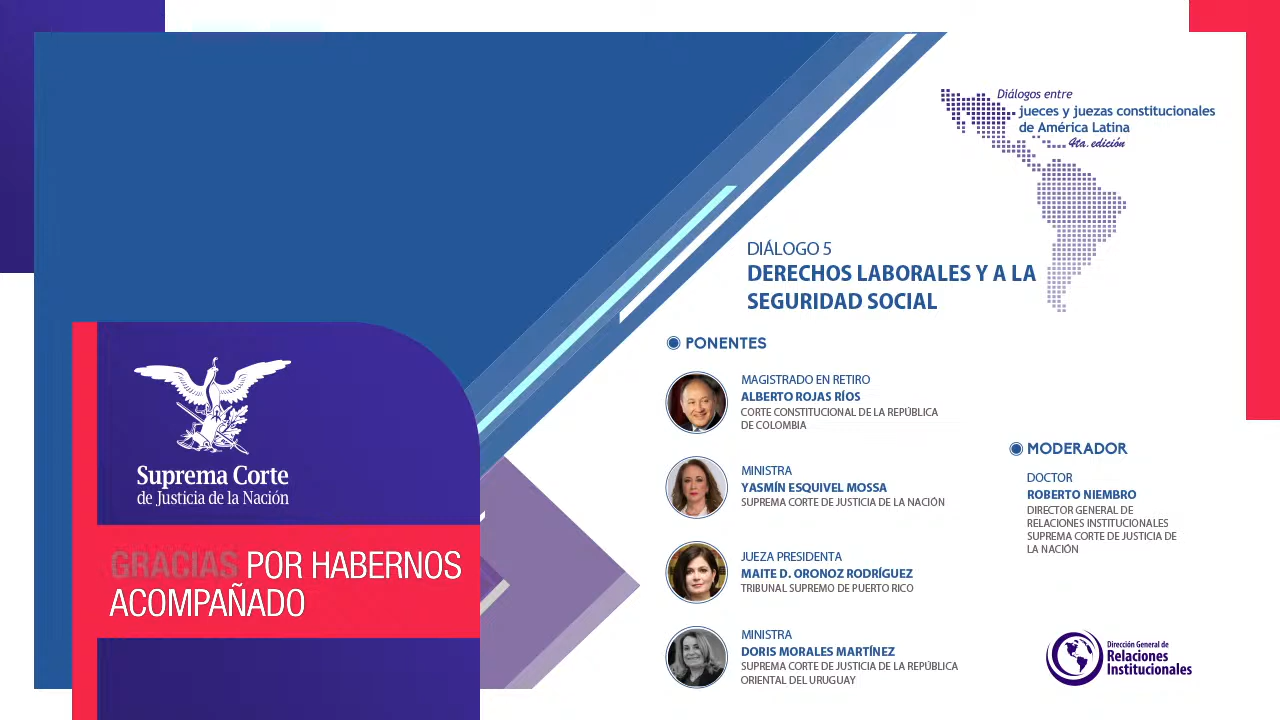 Diálogos entre
jueces y juezas constitucionales
de América Latina
4ta. edición
DIÁLOGO 5
DERECHOS LABORALES Y A LA
SEGURIDAD SOCIAL
PONENTES
MAGISTRADO EN RETIRO
ALBERTO ROJAS RÍOS
CORTE CONSTITUCIONAL DE LA REPÚBLICA
DE COLOMBIA
MINISTRA
YASMÍN ESQUIVEL MOSSA
SUPREMA CORTE DE JUSTICIA DE LA NACIÓN
JUEZA PRESIDENTA
MAITE D. ORONOZ RODRÍGUEZ
TRIBUNAL SUPREMO DE PUERTO RICO
MINISTRA
DORIS MORALES MARTÍNEZ
SUPREMA CORTE DE JUSTICIA DE LA REPÚBLICA
ORIENTAL DEL URUGUAY
MODERADOR
DOCTOR
ROBERTO NIEMBRO
DIRECTOR GENERAL DE
RELACIONES INSTITUCIONALES
SUPREMA CORTE DE JUSTICIA DE
LA NACIÓN
Suprema Corte
de Justicia de la Nación
GRACIAS POR HABERNOS
ACOMPAÑADO
Dirección General de
Relaciones
Institucionales